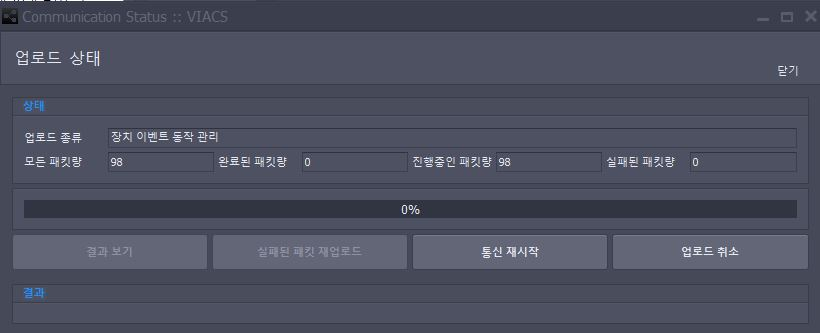 Communication Status :: VIACS
업로드 상태
닫기
상태
업로드 종류 장치 이벤트 동작 관리
모든 패킷량 98 완료된 패킷량 0 진행중인 패킷량 98 실패된 패킷량 0
0%
결과 보기 실패된 패킷 재업로드 통신 재시작 업로드 취소
결과